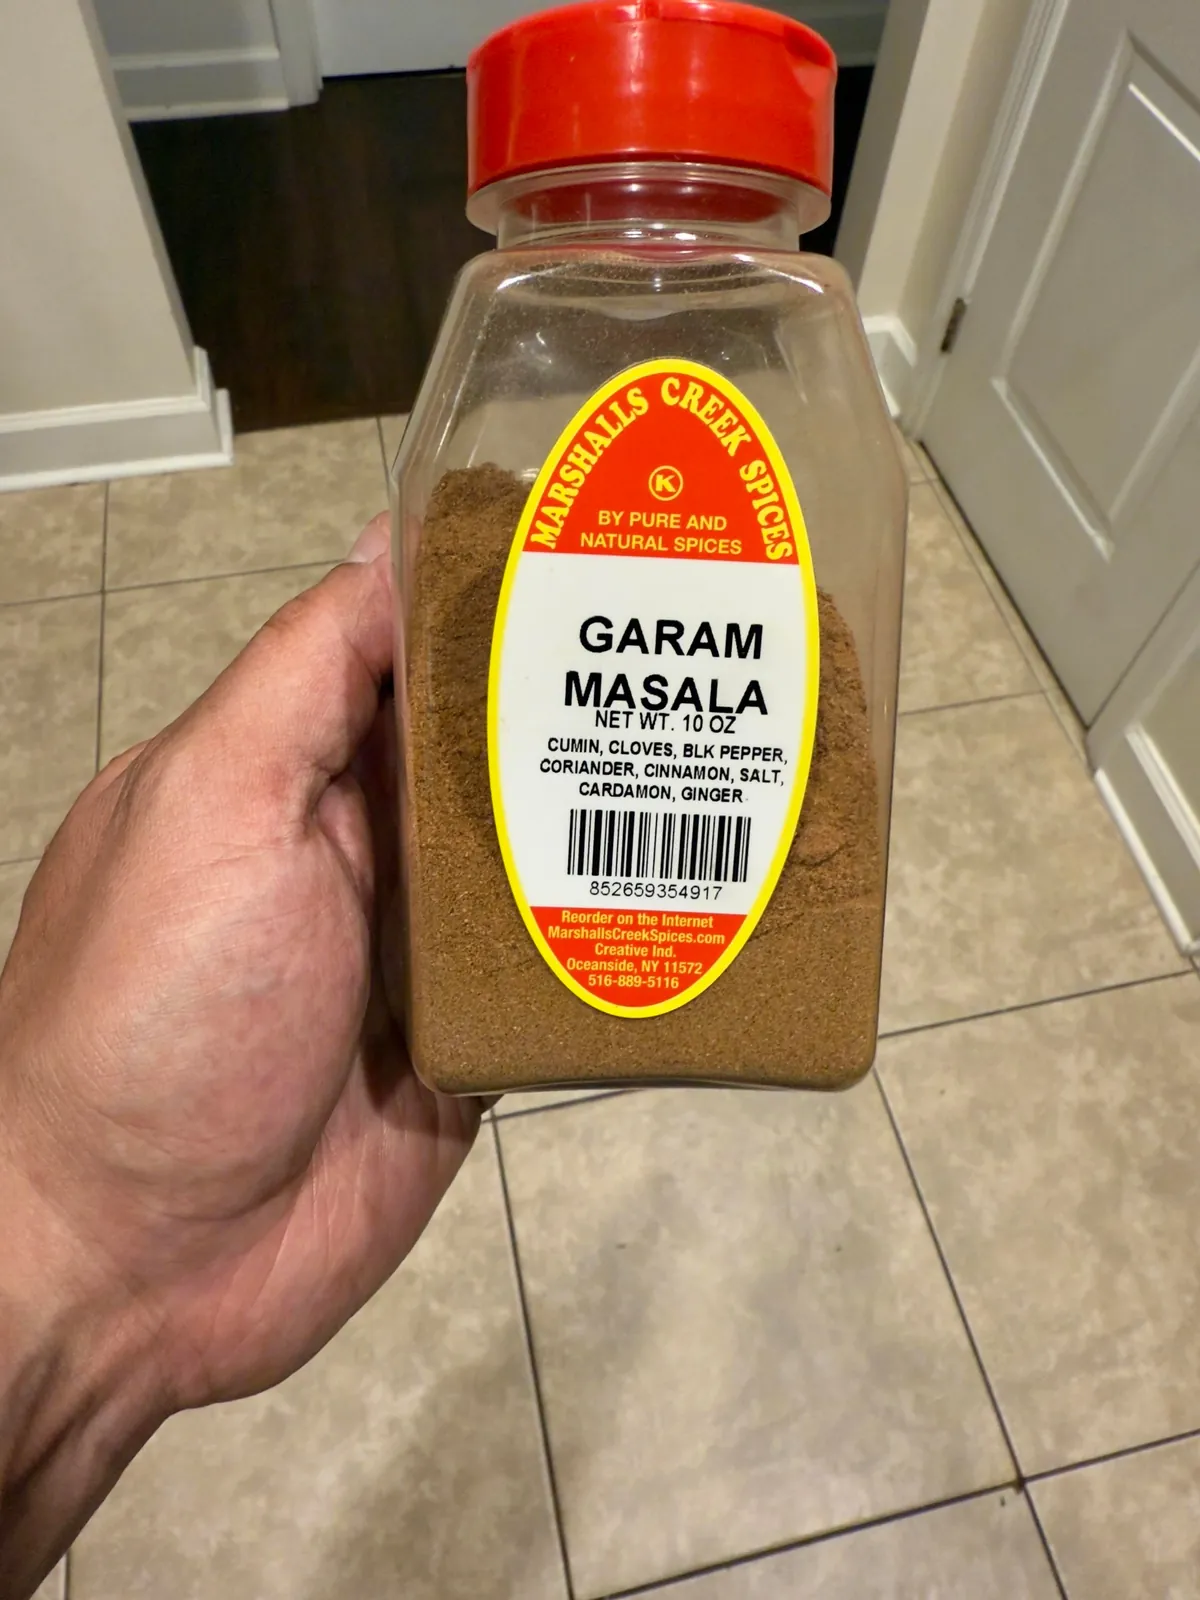 MARSHALLS CREEK SPICES
K
BY PURE AND
NATURAL SPICES
GARAM
MASALA
NET WT. 10 OZ
CUMIN, CLOVES, BLK PEPPER,
CORIANDER, CINNAMON, SALT,
CARDAMON, GINGER
852659354917
Reorder on the Internet
MarshallsCreekSpices.com
Creative Ind.
Oceanside, NY 11572
516-889-5116